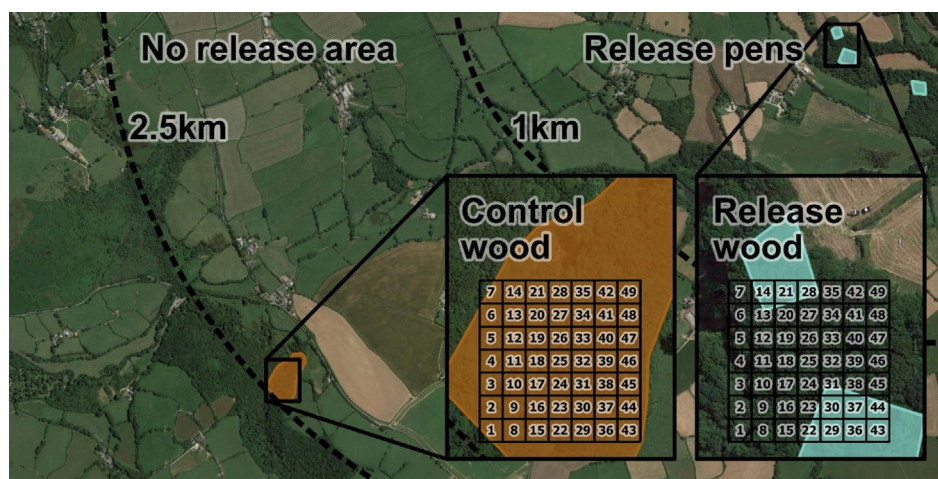 No release area
Release pens
2.5km
1km
Control
wood
7 14 21 28 35 42 49
6 13 20 27 34 41 48
5 12 19 26 33 40 47
4 11 18 25 32 39 46
3 10 17 24 31 38 45
2 9 16 23 30 37 44
1 8 15 22 29 36 43
Release
wood
7 14 21 28 35 42 49
6 13 20 27 34 41 48
5 12 19 26 33 40 47
4 11 18 25 32 39 46
3 10 17 24 31 38 45
2 9 16 23 30 37 44
1 8 15 22 29 36 43